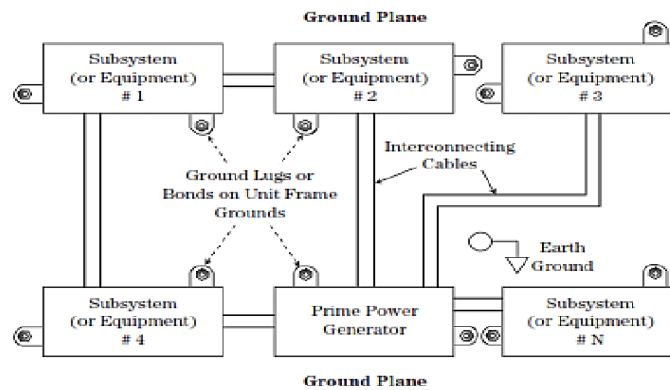 Ground Plane
Subsystem
(or Equipment)
# 1
Subsystem
(or Equipment)
# 2
Subsystem
(or Equipment)
# 3
Interconnecting
Cables
Ground Lugs or
Bonds on Unit Frame
Grounds
Earth
Ground
Subsystem
(or Equipment)
# 4
Prime Power
Generator
Subsystem
(or Equipment)
# N
Ground Plane